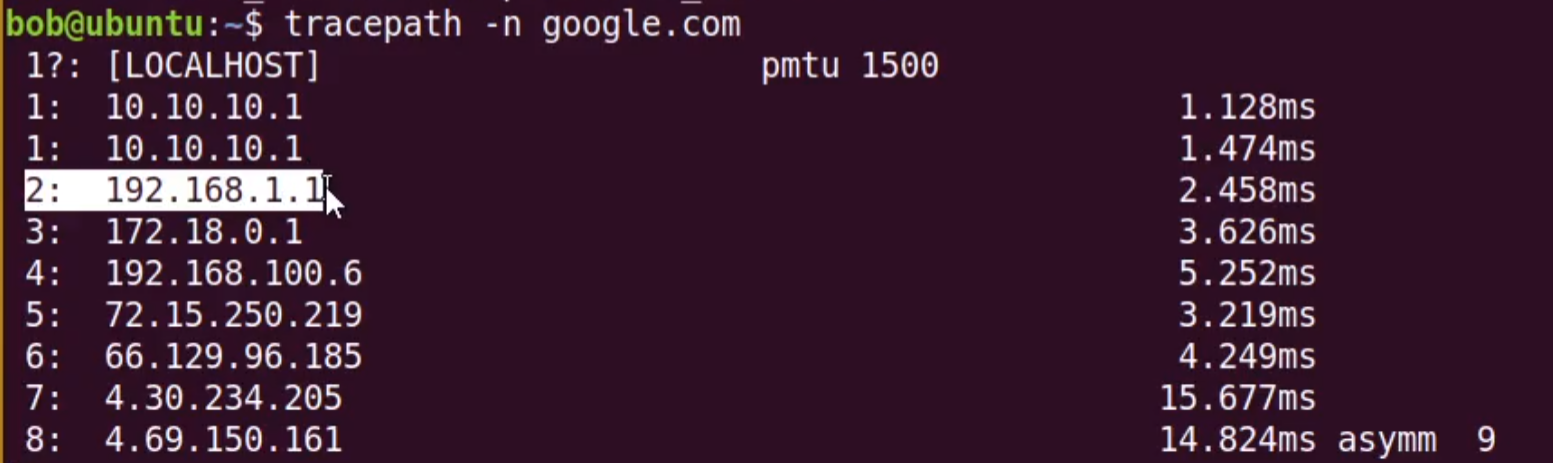 bob@ubuntu:~$ tracepath -n google.com
1?: [LOCALHOST] pmtu 1500
1: 10.10.10.1 1.128ms
1: 10.10.10.1 1.474ms
2: 192.168.1.1 2.458ms
3: 172.18.0.1 3.626ms
4: 192.168.100.6 5.252ms
5: 72.15.250.219 3.219ms
6: 66.129.96.185 4.249ms
7: 4.30.234.205 15.677ms
8: 4.69.150.161 14.824ms asymm 9